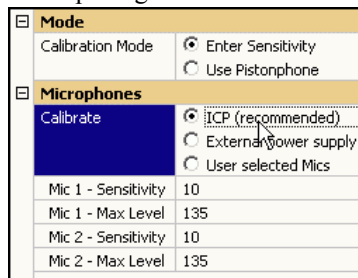 Mode
Calibration Mode Enter Sensitivity
Use Pistonphone
Microphones
Calibrate ICP (recommended)
External power supply
User selected Mics
Mic 1 - Sensitivity 10
Mic 1 - Max Level 135
Mic 2 - Sensitivity 10
Mic 2 - Max Level 135